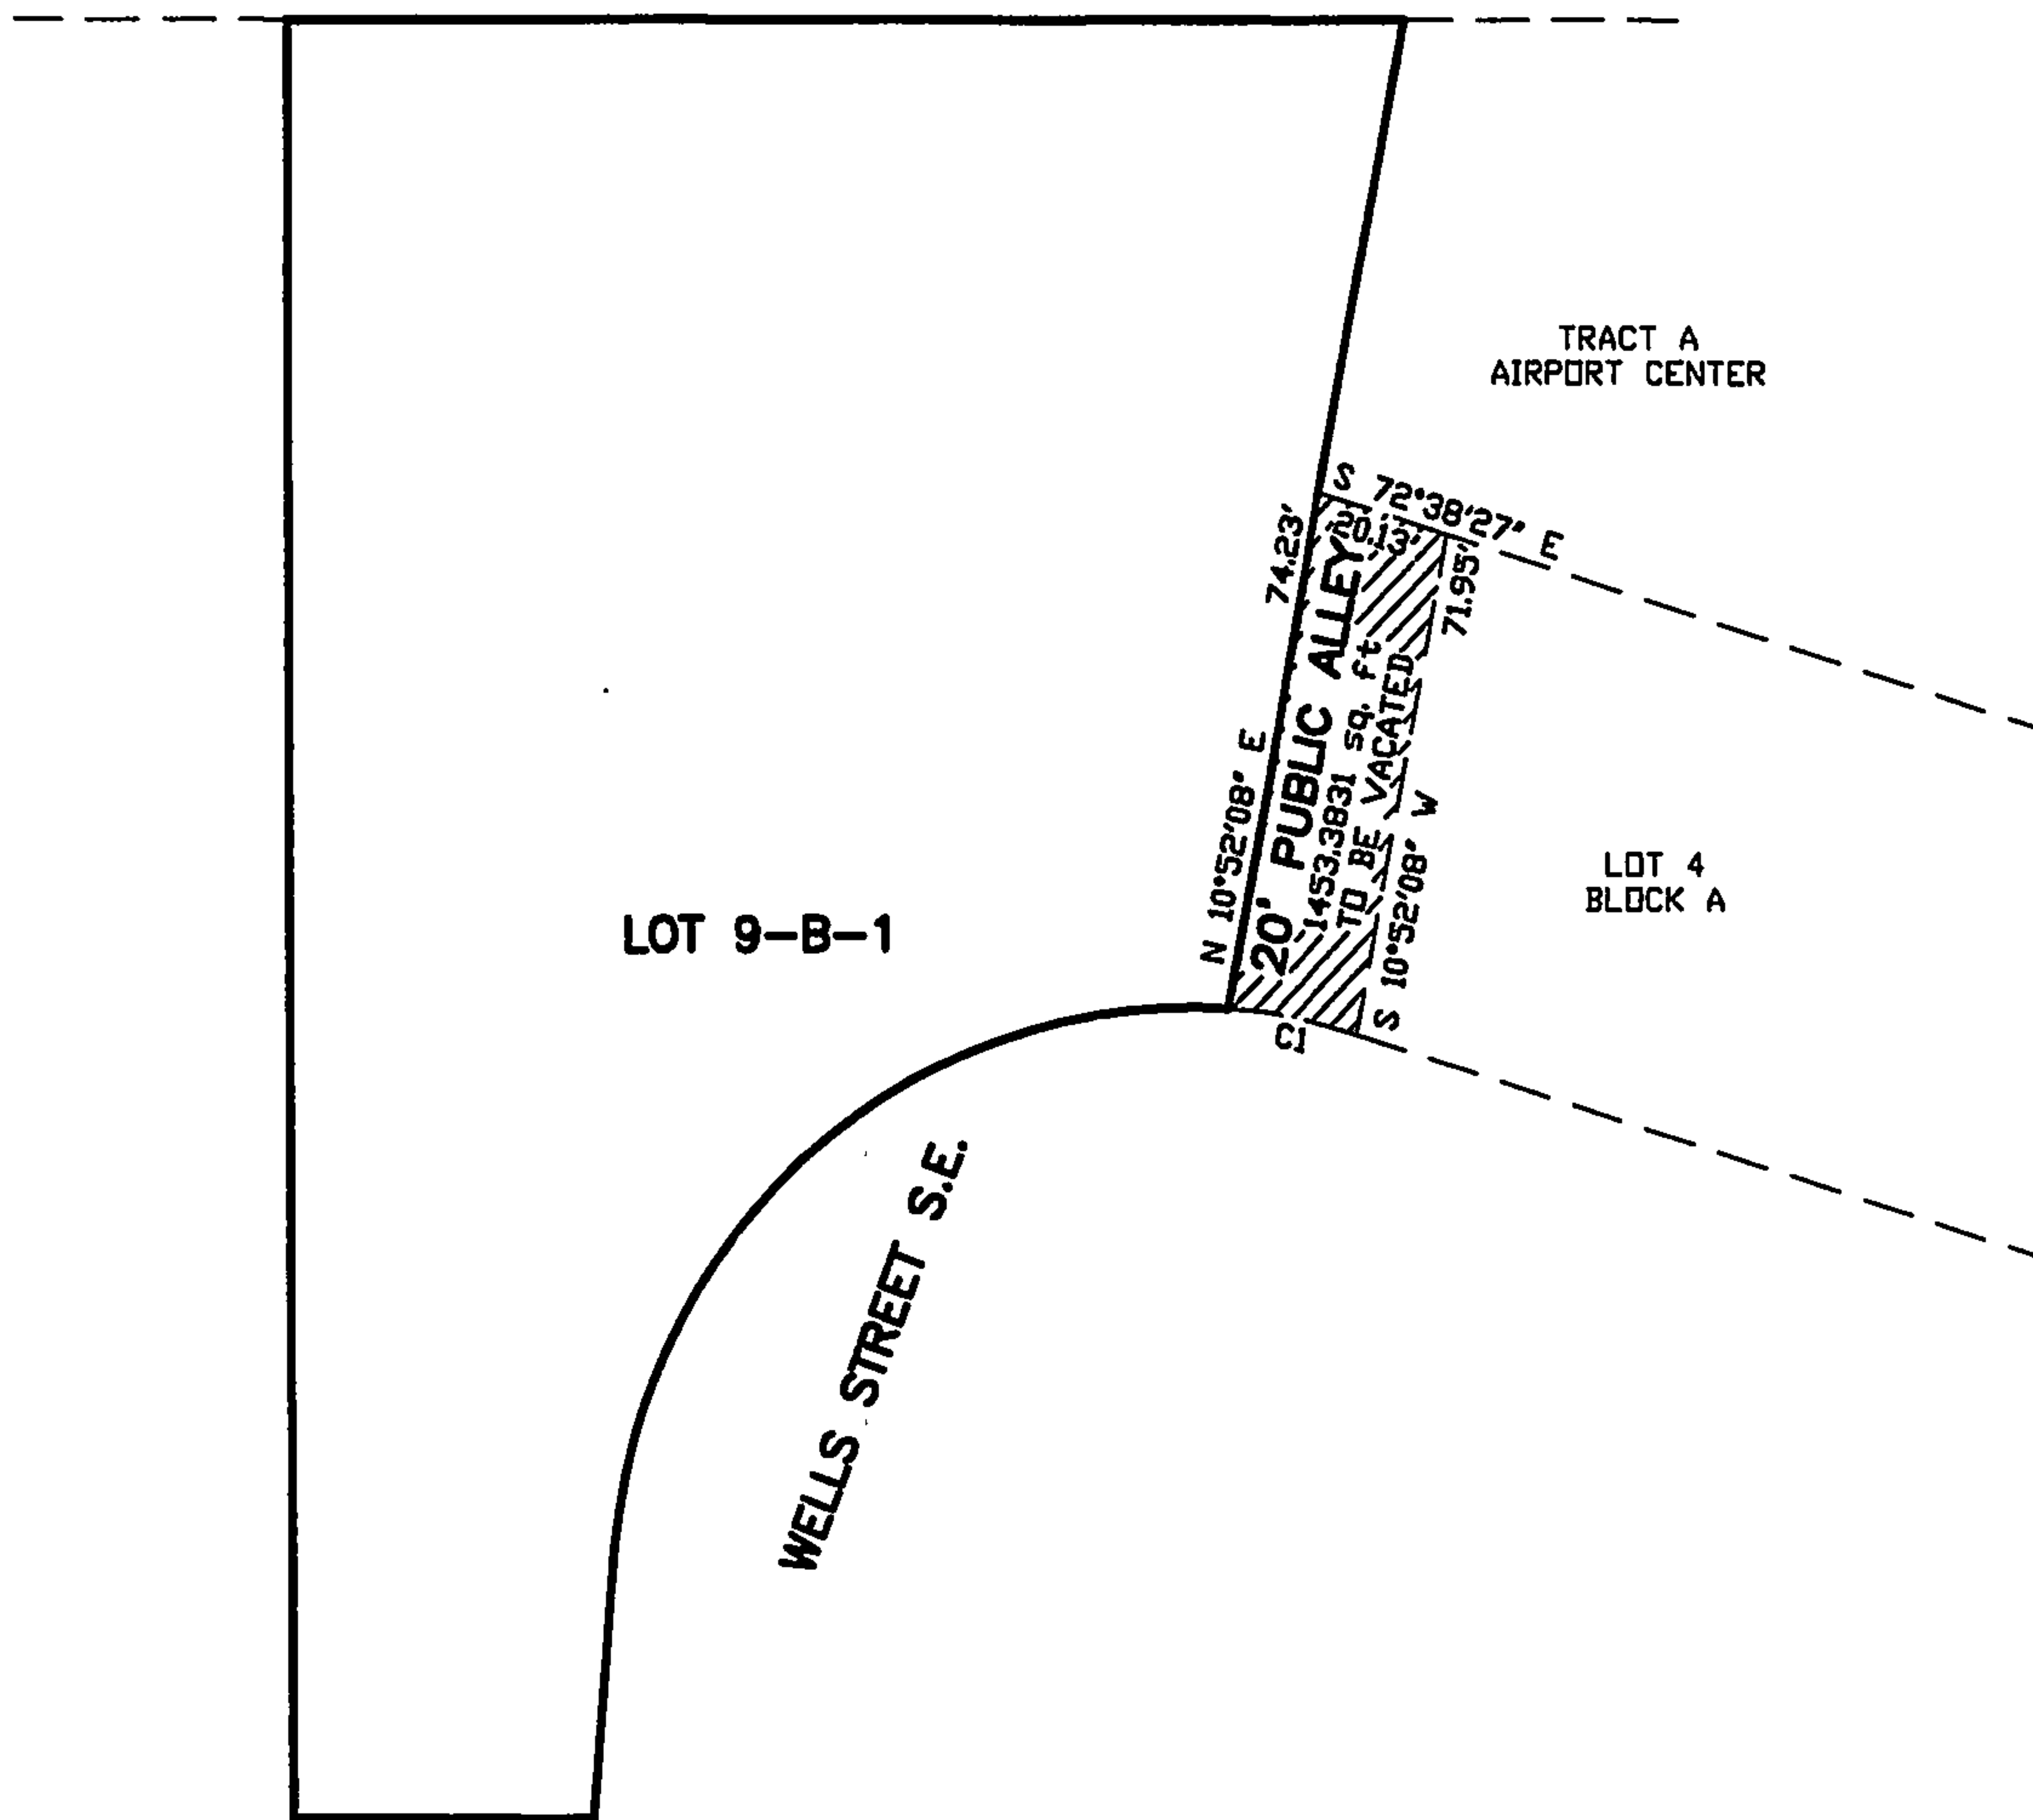 TRACT A
AIRPORT CENTER
S 72°38'27" E
20.13'
74.23'
71.95'
N 10°52'08" E
20' PUBLIC ALLEY
1453.3831 sq. ft
TO BE VACATED
S 10°52'08" W
LOT 4
BLOCK A
LOT 9-B-1
C1
WELLS STREET S.E.